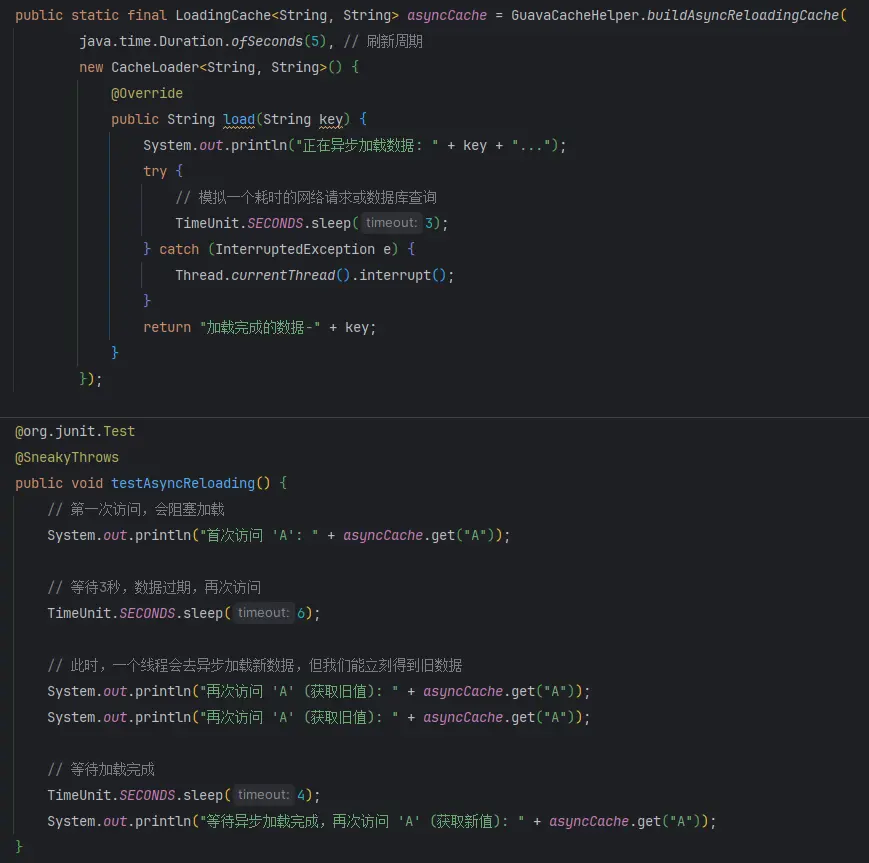 public static final LoadingCache<String, String> asyncCache = GuavaCacheHelper.buildAsyncReloadingCache(
java.time.Duration.ofSeconds(5), // 刷新周期
new CacheLoader<String, String>() {
@Override
public String load(String key) {
System.out.println("正在异步加载数据: " + key + "...");
try {
// 模拟一个耗时的网络请求或数据库查询
TimeUnit.SECONDS.sleep( timeout: 3);
} catch (InterruptedException e) {
Thread.currentThread().interrupt();
}
return "加载完成的数据-" + key;
}
});
@org.junit.Test
@SneakyThrows
public void testAsyncReloading() {
// 第一次访问，会阻塞加载
System.out.println("首次访问 'A': " + asyncCache.get("A"));
// 等待3秒，数据过期，再次访问
TimeUnit.SECONDS.sleep( timeout: 6);
// 此时，一个线程会去异步加载新数据，但我们能立刻得到旧数据
System.out.println("再次访问 'A' (获取旧值): " + asyncCache.get("A"));
System.out.println("再次访问 'A' (获取旧值): " + asyncCache.get("A"));
// 等待加载完成
TimeUnit.SECONDS.sleep( timeout: 4);
System.out.println("等待异步加载完成，再次访问 'A' (获取新值): " + asyncCache.get("A"));
}